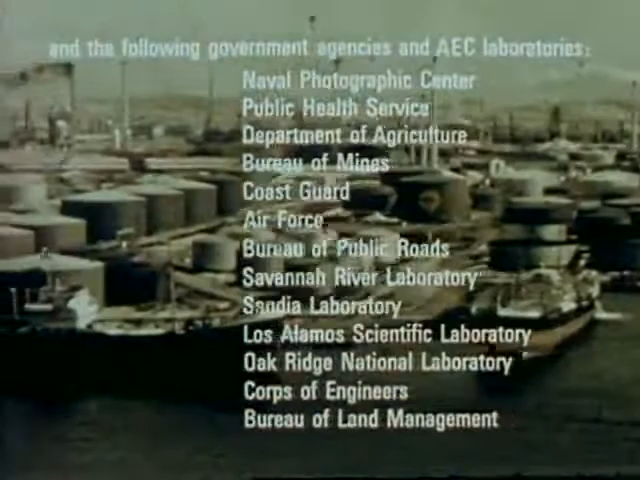 and the following government agencies and AEC laboratories:
Naval Photographic Center
Public Health Service
Department of Agriculture
Bureau of Mines
Coast Guard
Air Force
Bureau of Public Roads
Savannah River Laboratory
Sandia Laboratory
Los Alamos Scientific Laboratory
Oak Ridge National Laboratory
Corps of Engineers
Bureau of Land Management